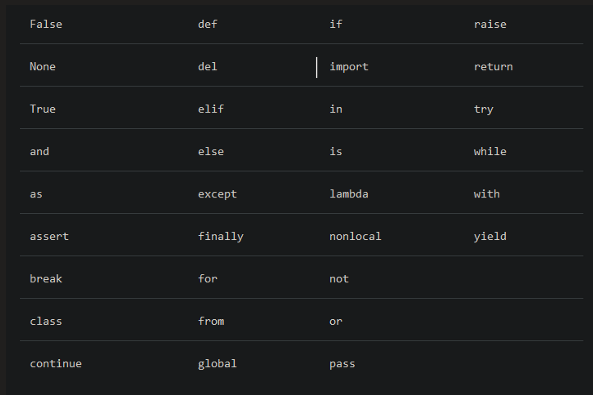 False def if raise
None del import return
True elif in try
and else is while
as except lambda with
assert finally nonlocal yield
break for not
class from or
continue global pass